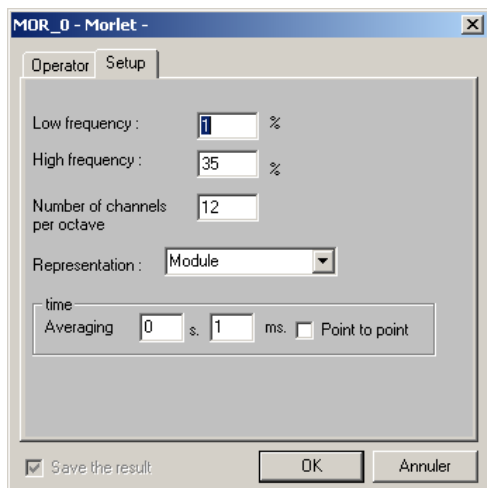 MOR_0 - Morlet -
Operator Setup
Low frequency : 1 %
High frequency : 35 %
Number of channels per octave 12
Representation : Module
time
Averaging 0 s. 1 ms. Point to point
Save the result OK Annuler